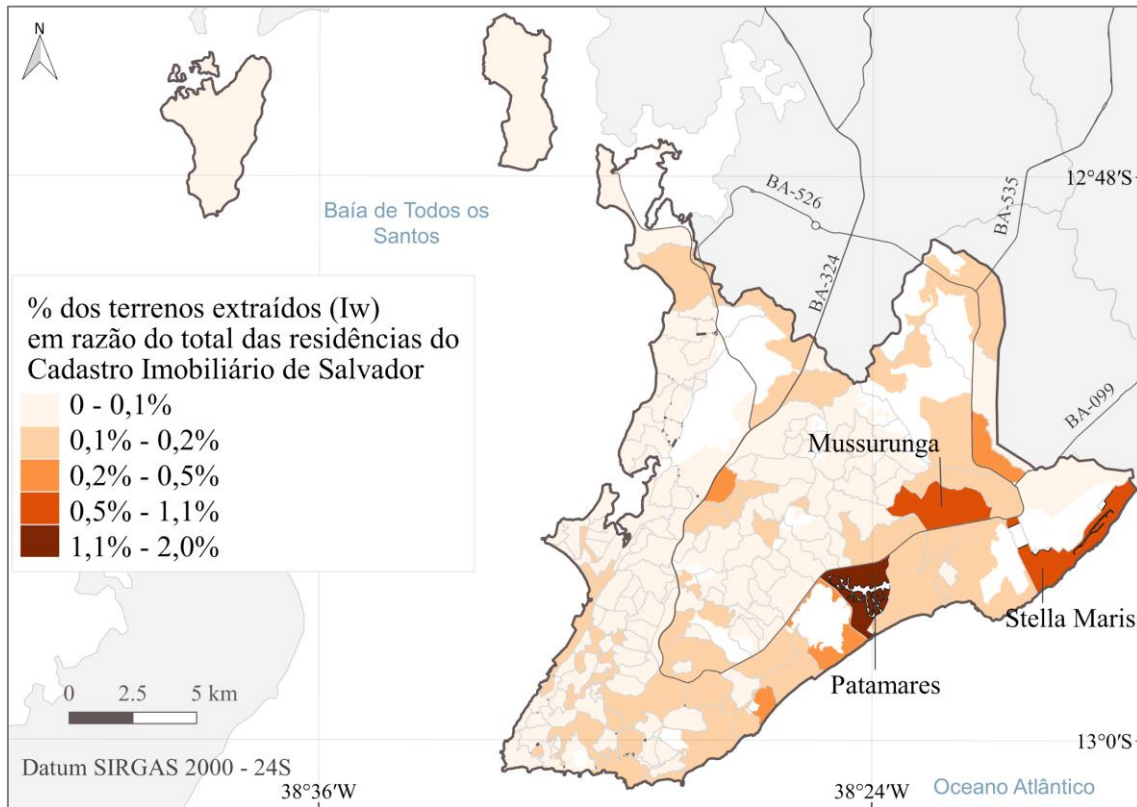 N
Baía de Todos os
Santos
BA-526
BA-535
12°48'S
BA-324
BA-099
% dos terrenos extraídos (Iw)
em razão do total das residências do
Cadastro Imobiliário de Salvador
0 - 0,1%
0,1% - 0,2%
0,2% - 0,5%
0,5% - 1,1%
1,1% - 2,0%
Mussurunga
Stella Maris
Patamares
0 2.5 5 km
Datum SIRGAS 2000 - 24S
13°0'S
Oceano Atlântico
38°36'W
38°24'W